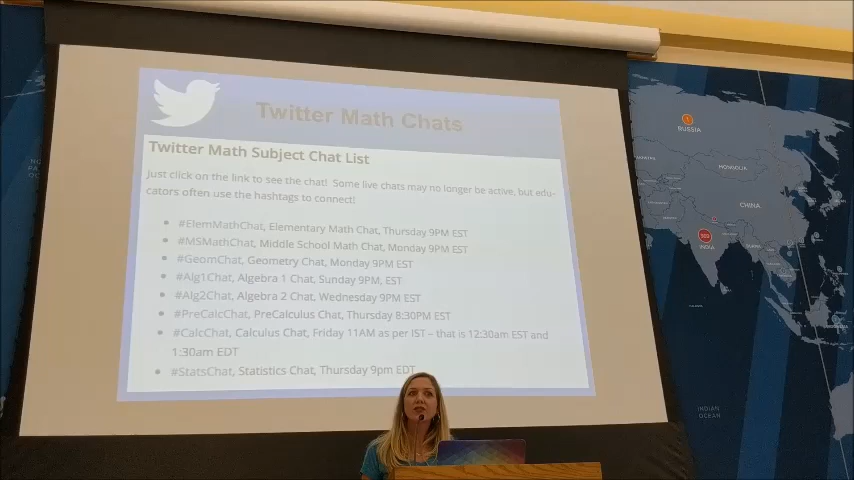 Twitter Math Chats
Twitter Math Subject Chat List
Just click on the link to see the chat! Some live chats may no longer be active, but edu-
cators often use the hashtags to connect!
#ElemMathChat, Elementary Math Chat, Thursday 9PM EST
#MSMathChat, Middle School Math Chat, Monday 9PM EST
#GeomChat, Geometry Chat, Monday 9PM EST
#Alg1Chat, Algebra 1 Chat, Sunday 9PM, EST
#Alg2Chat, Algebra 2 Chat, Wednesday 9PM EST
#PreCalcChat, PreCalculus Chat, Thursday 8:30PM EST
#CalcChat, Calculus Chat, Friday 11AM as per IST – that is 12:30am EST and
1:30am EDT
#StatsChat, Statistics Chat, Thursday 9pm EDT
1
RUSSIA
MONGOLIA
CHINA
INDIA
INDIAN
OCEAN